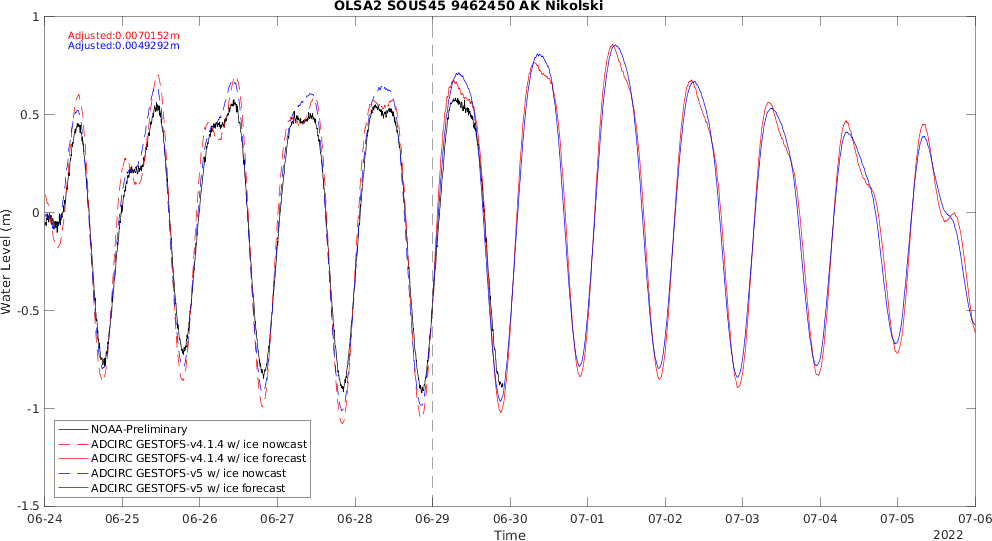 OLSA2 SOUS45 9462450 AK Nikolski
Adjusted:0.0070152m
Adjusted:0.0049292m
1
0.5
0
-0.5
-1
-1.5
Water Level (m)
NOAA-Preliminary
ADCIRC GESTOFS-v4.1.4 w/ ice nowcast
ADCIRC GESTOFS-v4.1.4 w/ ice forecast
ADCIRC GESTOFS-v5 w/ ice nowcast
ADCIRC GESTOFS-v5 w/ ice forecast
06-24 06-25 06-26 06-27 06-28 06-29 06-30 07-01 07-02 07-03 07-04 07-05 07-06
Time
2022